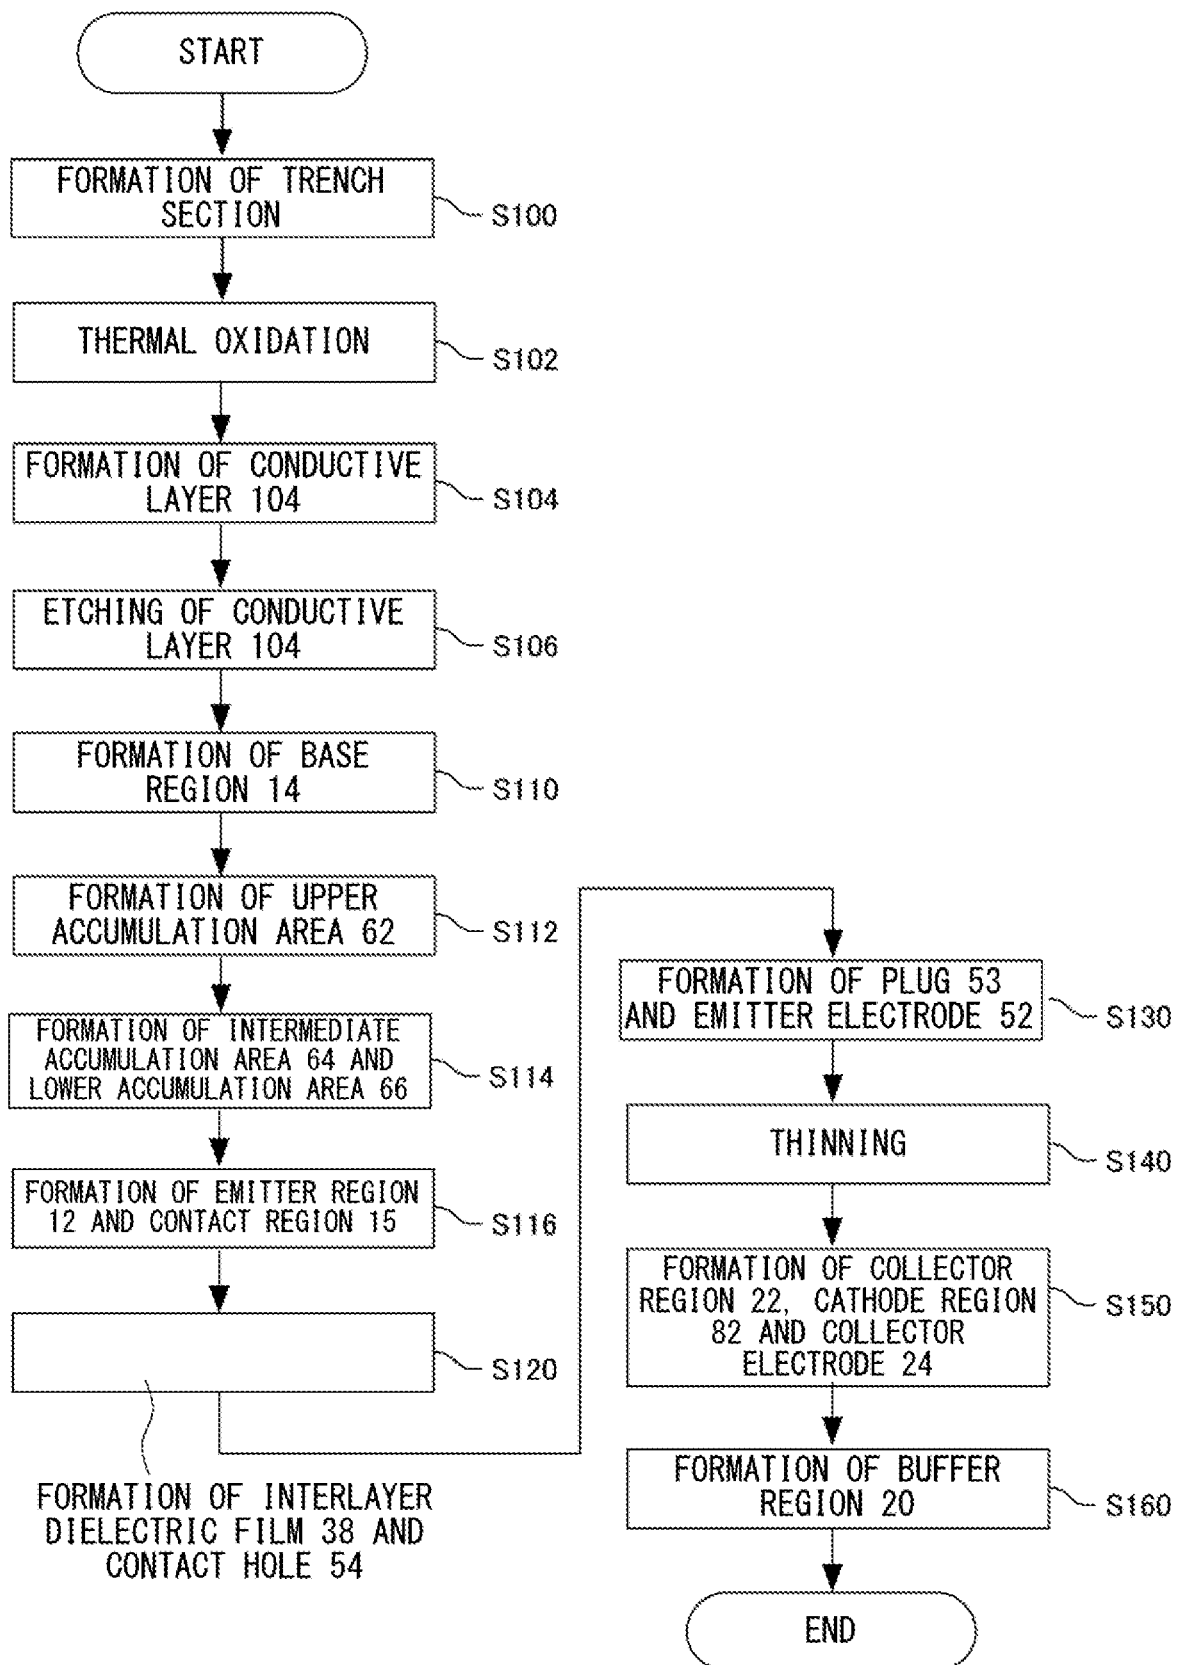 START
FORMATION OF TRENCH
SECTION
S100
THERMAL OXIDATION
S102
FORMATION OF CONDUCTIVE
LAYER 104
S104
ETCHING OF CONDUCTIVE
LAYER 104
S106
FORMATION OF BASE
REGION 14
S110
FORMATION OF UPPER
ACCUMULATION AREA 62
S112
FORMATION OF INTERMEDIATE
ACCUMULATION AREA 64 AND
LOWER ACCUMULATION AREA 66
S114
FORMATION OF EMITTER REGION
12 AND CONTACT REGION 15
S116
S120
FORMATION OF INTERLAYER
DIELECTRIC FILM 38 AND
CONTACT HOLE 54
FORMATION OF PLUG 53
AND EMITTER ELECTRODE 52
S130
THINNING
S140
FORMATION OF COLLECTOR
REGION 22, CATHODE REGION
82 AND COLLECTOR
ELECTRODE 24
S150
FORMATION OF BUFFER
REGION 20
S160
END